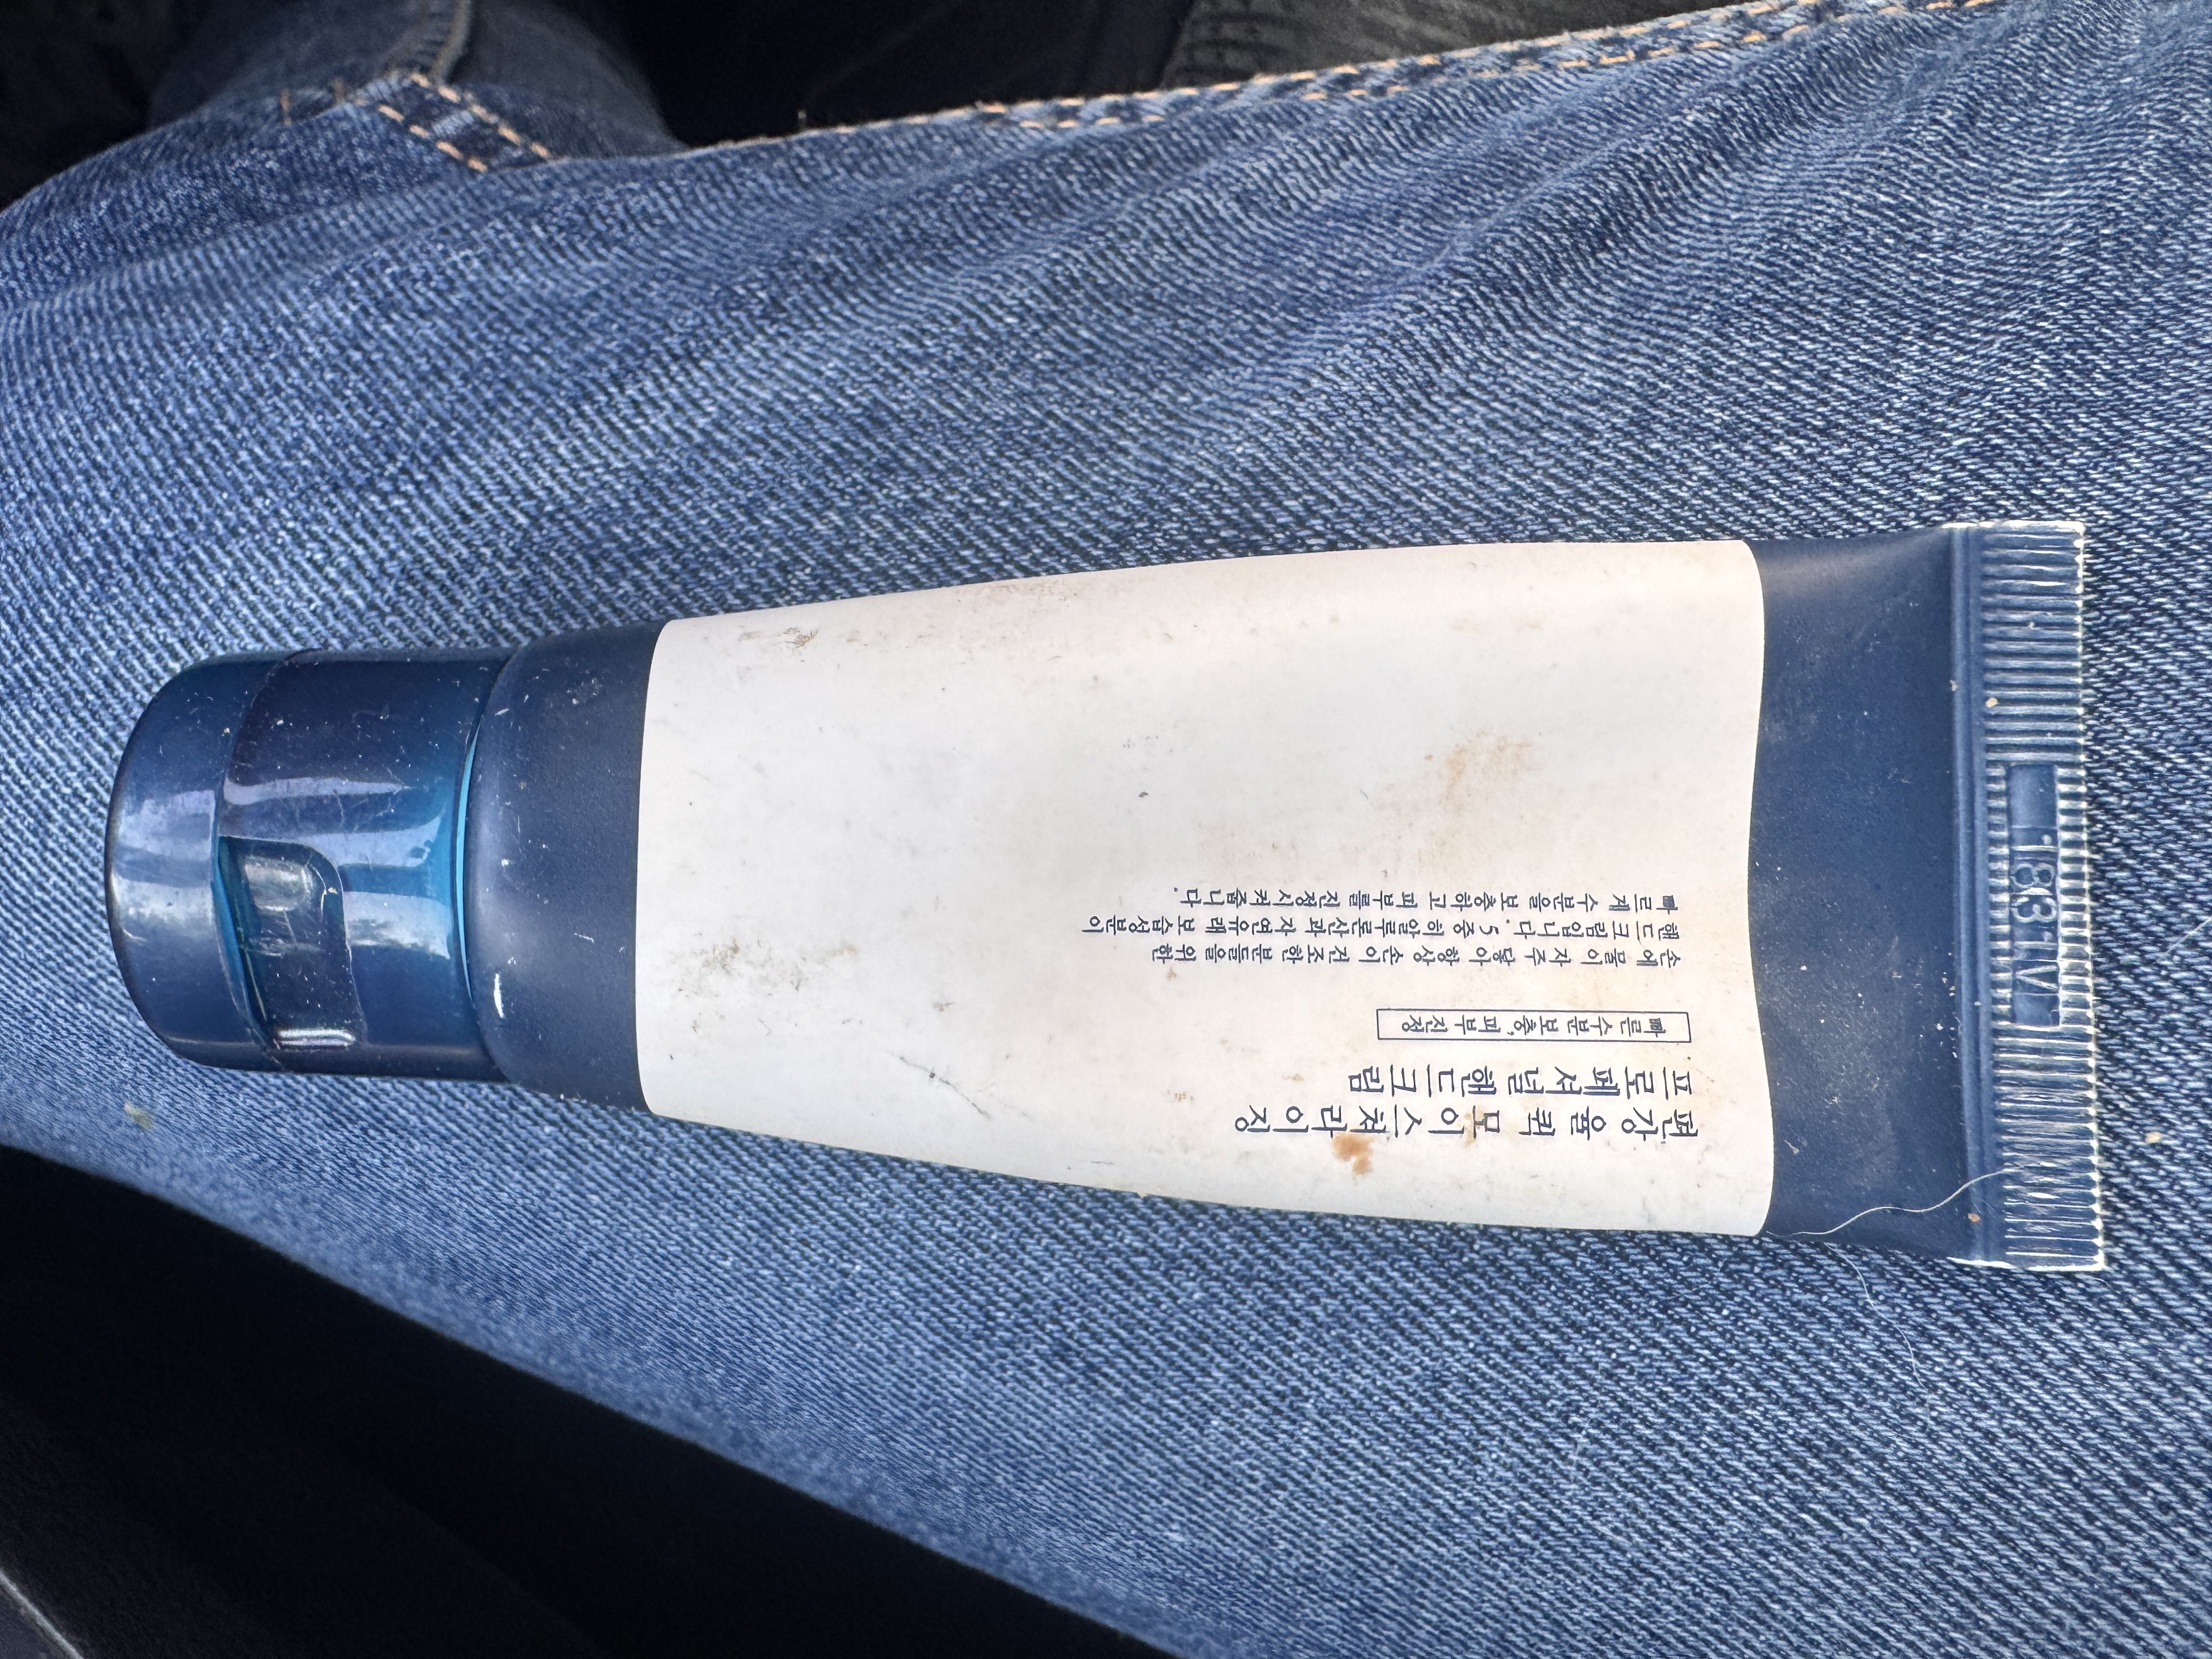 편강 율 퀵 모이스쳐라이징
프로페셔널핸드크림
빠른수분보충, 피부진정
손에 물이 자주 닿아 항상 손이 건조한 분들을위한
핸드크림입니다. 5종 히알루론산과 자연유래 보습성분이
빠르게 수분을 보충하고 피부를 진정시켜줍니다.